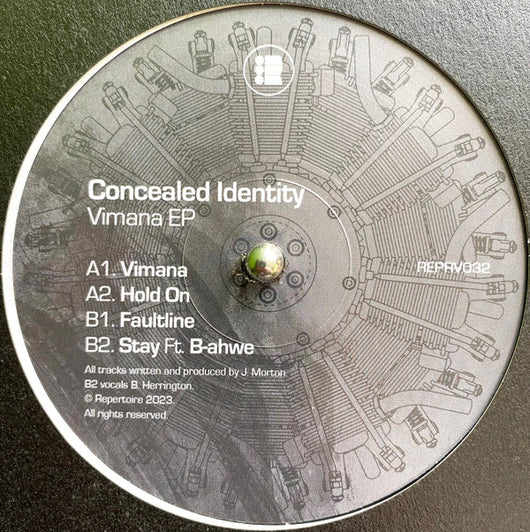 Concealed Identity
Vimana EP
A1. Vimana
A2. Hold On
B1. Faultline
B2. Stay Ft. B-ahwe
REPRV032
All tracks written and produced by J. Morton.
B2 vocals B. Herrington.
© Repertoire 2023.
All rights reserved.